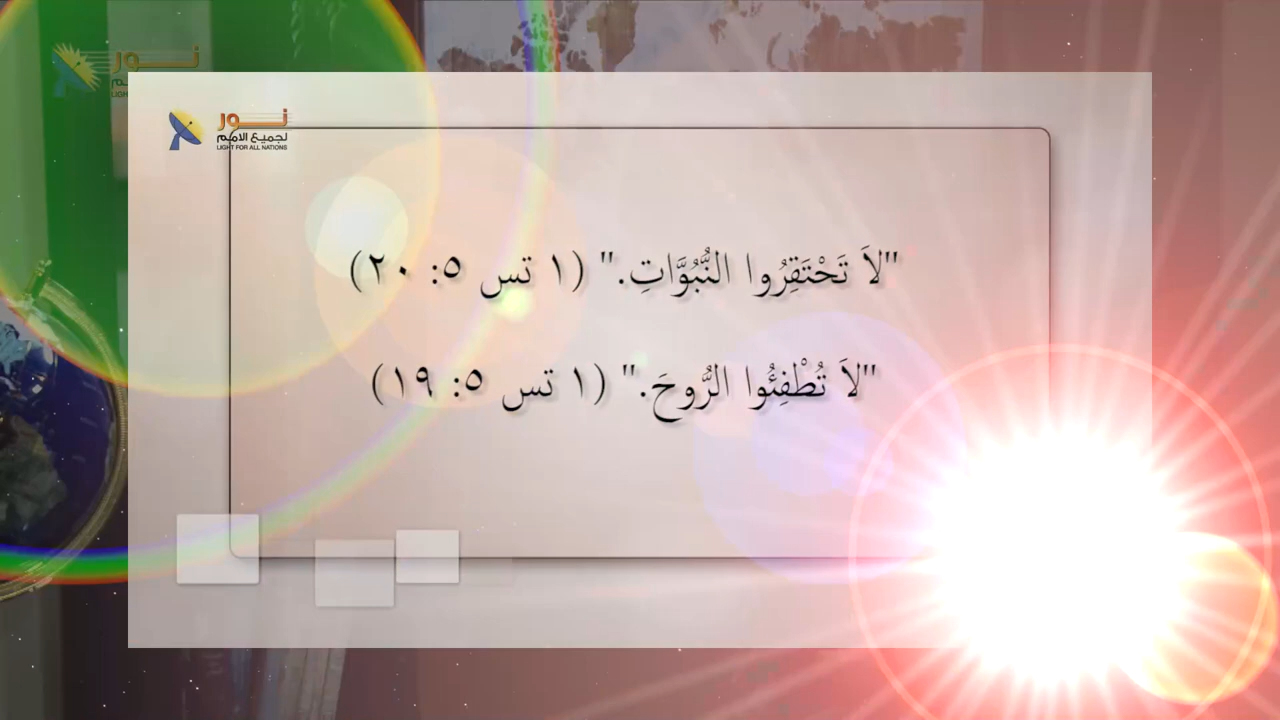 نور
لجميع الامم
LIGHT FOR ALL NATIONS
"لاَ تَحْتَقِرُوا النُّبُوَّاتِ." (١ تس ٥: ٢٠)
"لاَ تُطْفِئُوا الرُّوحَ." (١ تس ٥: ١٩)